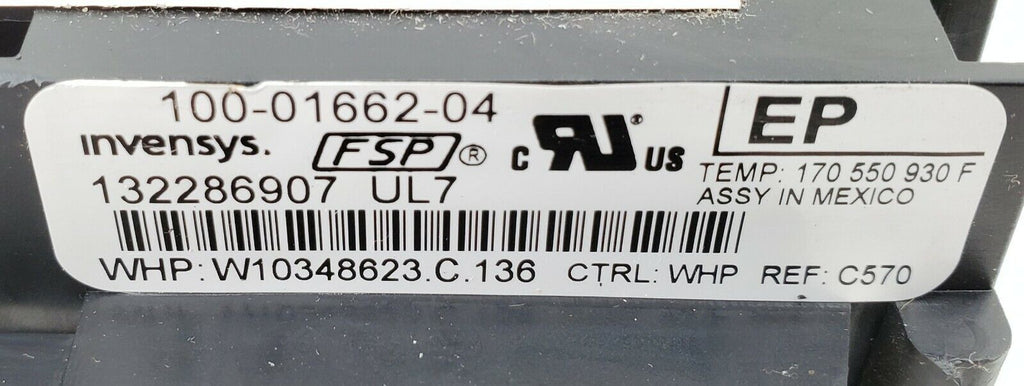 100-01662-04
invensys. FSP® c RU® US EP
132286907 UL7 TEMP: 170 550 930 F
ASSY IN MEXICO
WHP: W10348623.C.136 CTRL: WHP REF: C570